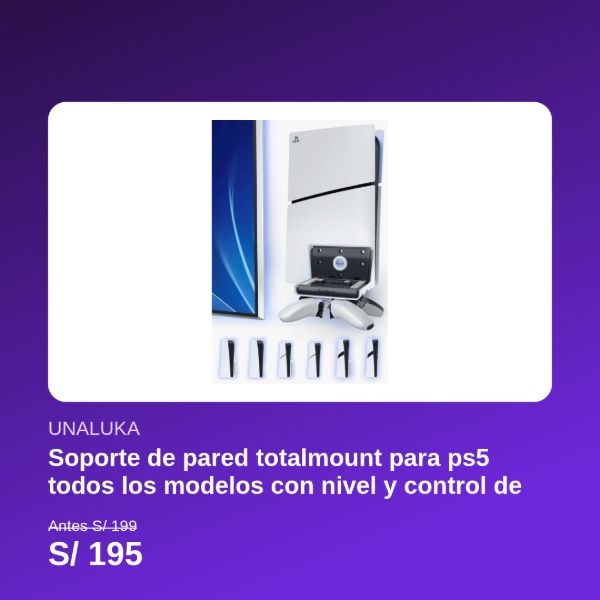 UNALUKA
Soporte de pared totalmount para ps5
todos los modelos con nivel y control de
Antes S/ 199
S/ 195